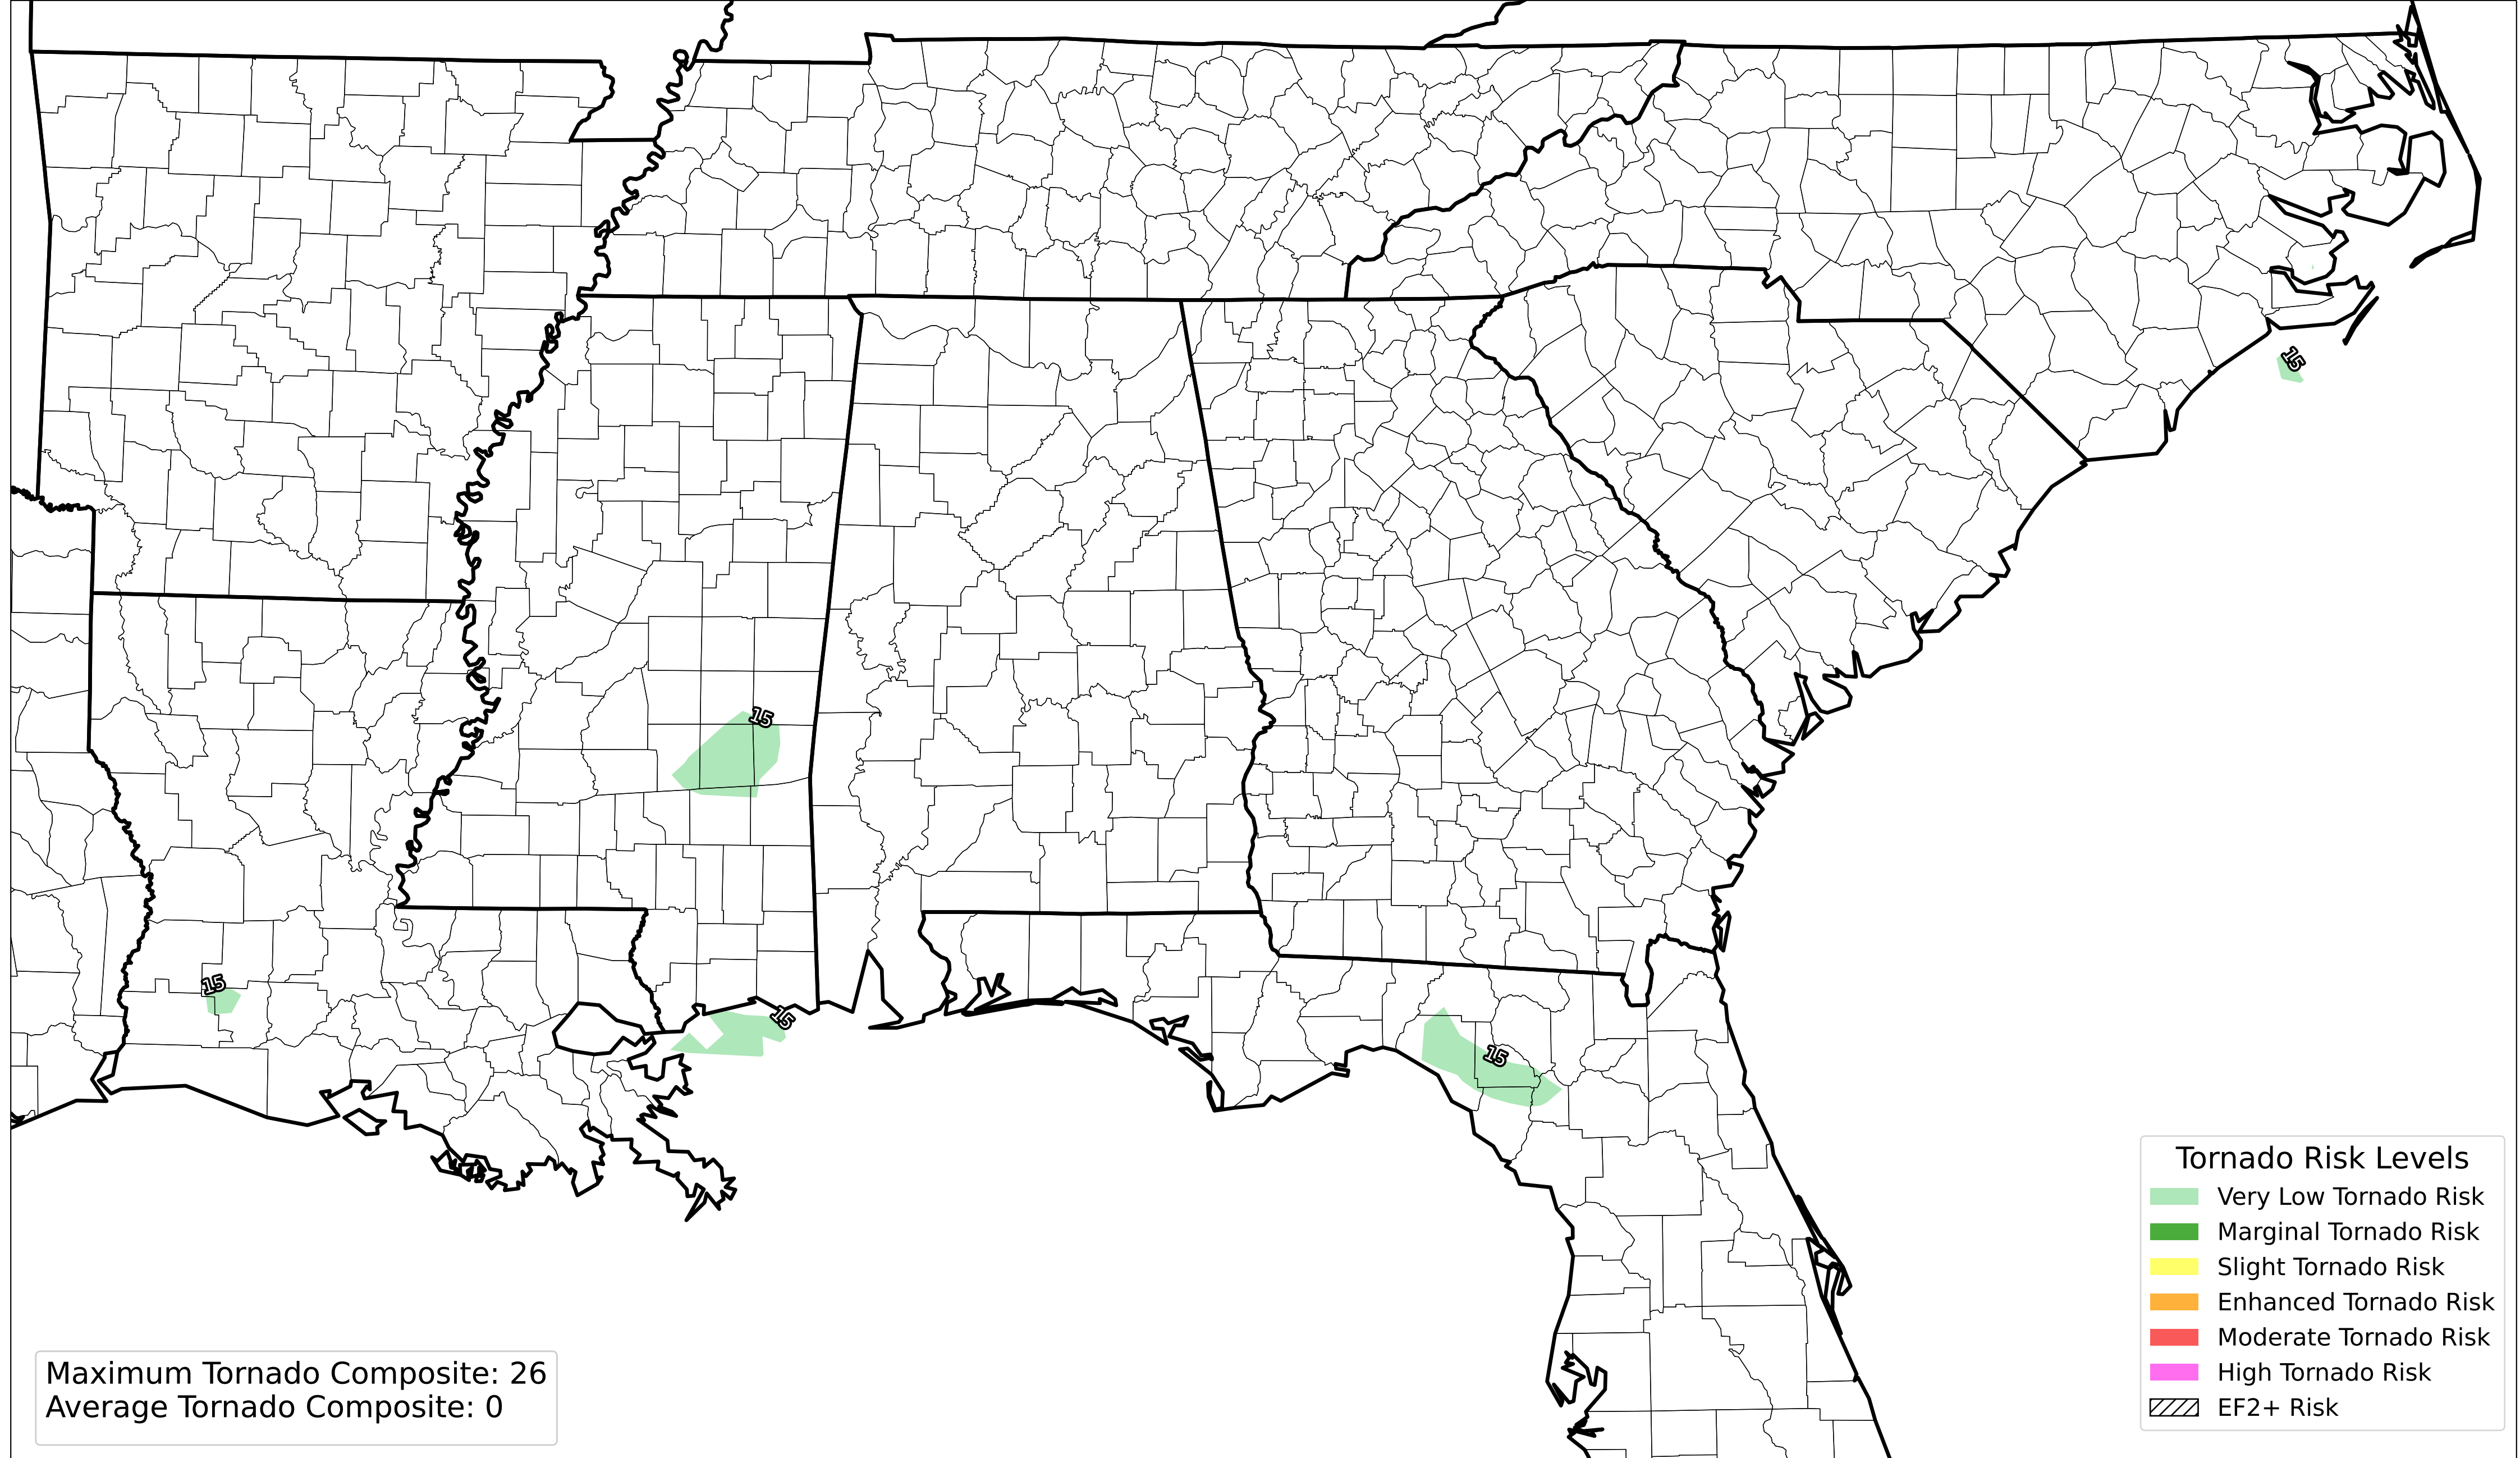 15
15
15
15
15
Tornado Risk Levels
Very Low Tornado Risk
Marginal Tornado Risk
Slight Tornado Risk
Enhanced Tornado Risk
Moderate Tornado Risk
High Tornado Risk
EF2+ Risk
Maximum Tornado Composite: 26
Average Tornado Composite: 0